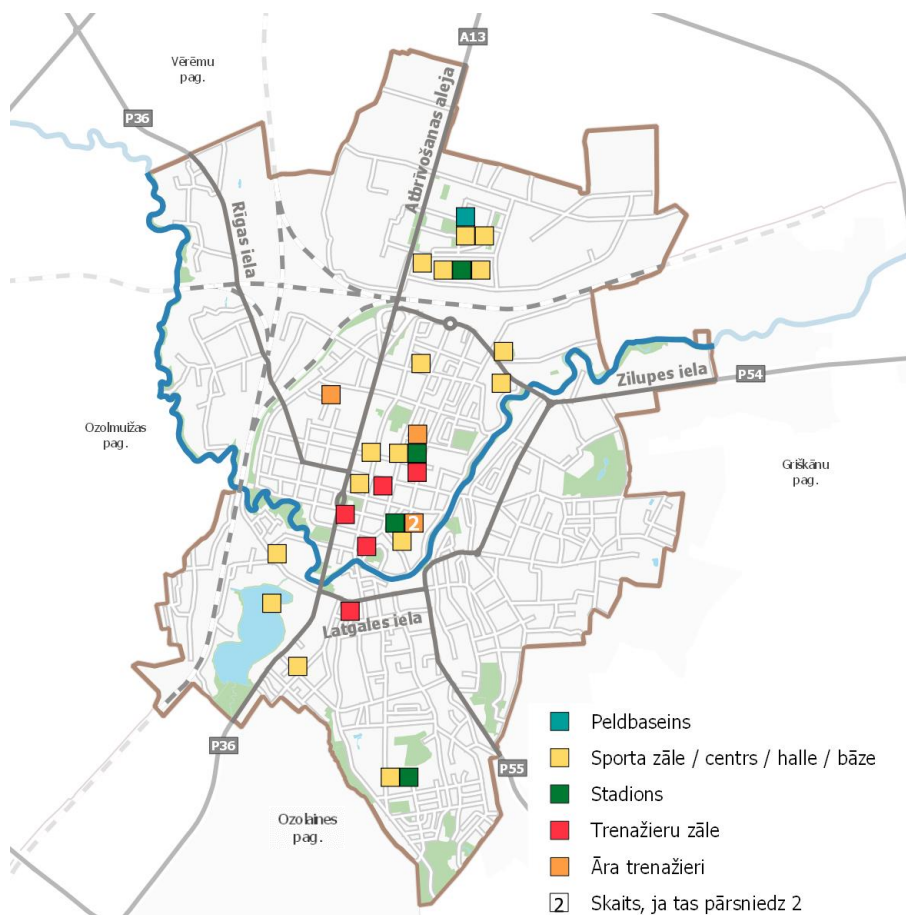 A13
Vērēmu
pag.
P36
Atbrīvošanas aleja
Rīgas iela
Zilupes iela
P54
Ozolmuižas
pag.
Griškānu
pag.
2
Latgales iela
P36
P55
Ozolaines
pag.
Peldbaseins
Sporta zāle / centrs / halle / bāze
Stadions
Trenažieru zāle
Āra trenažieri
2 Skaits, ja tas pārsniedz 2